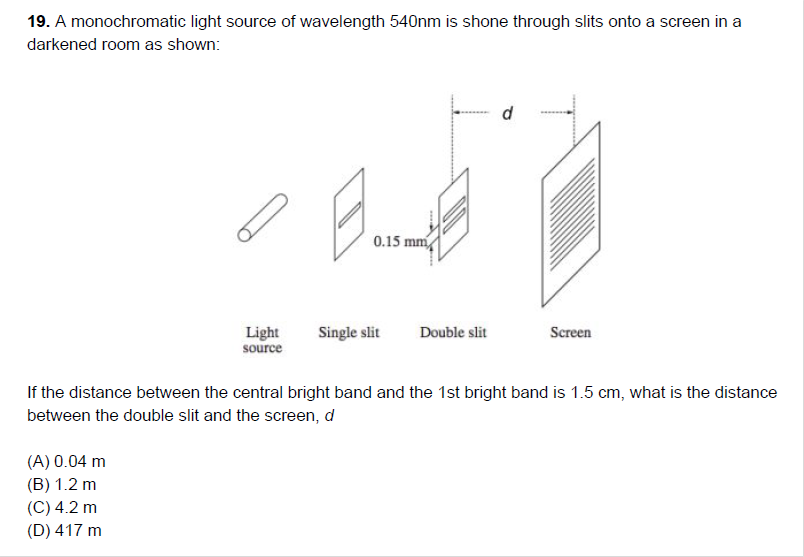 19. A monochromatic light source of wavelength 540nm is shone through slits onto a screen in a
darkened room as shown:
d
0.15 mm
Light
source
Single slit
Double slit
Screen
If the distance between the central bright band and the 1st bright band is 1.5 cm, what is the distance
between the double slit and the screen, d
(A) 0.04 m
(B) 1.2 m
(C) 4.2 m
(D) 417 m